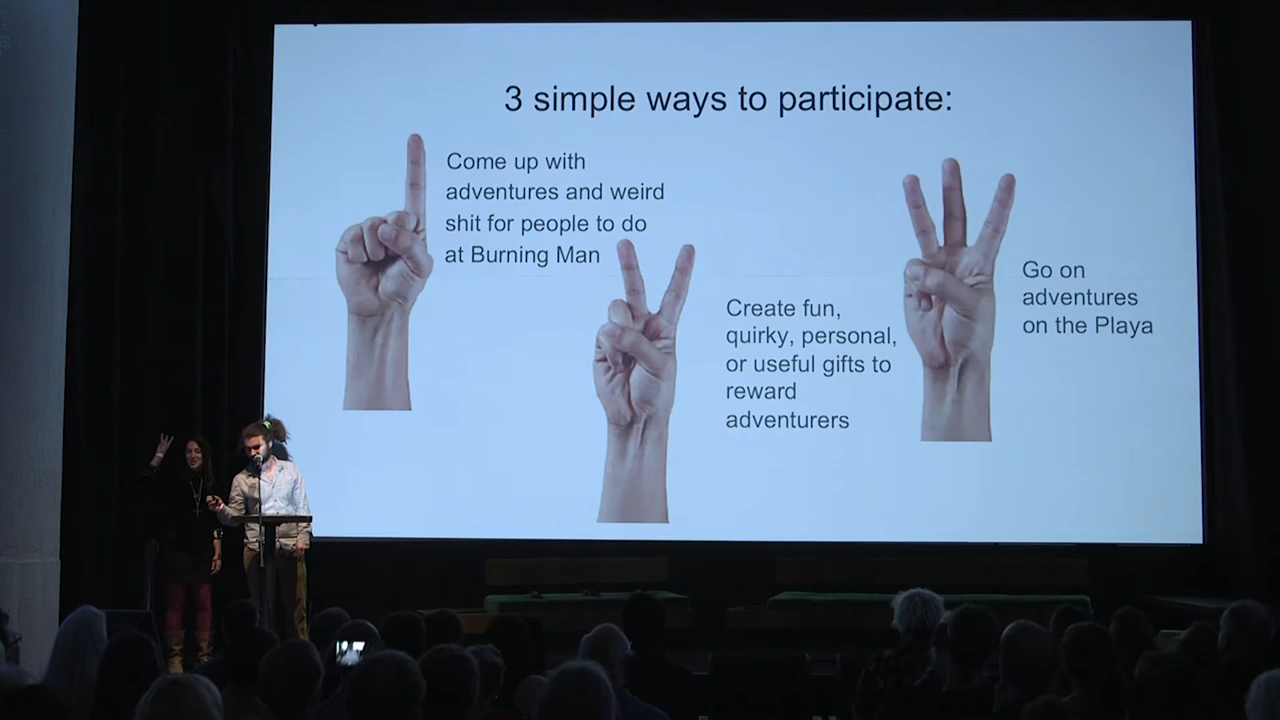 3 simple ways to participate:
Come up with
adventures and weird
shit for people to do
at Burning Man
Create fun,
quirky, personal,
or useful gifts to
reward
adventurers
Go on
adventures
on the Playa